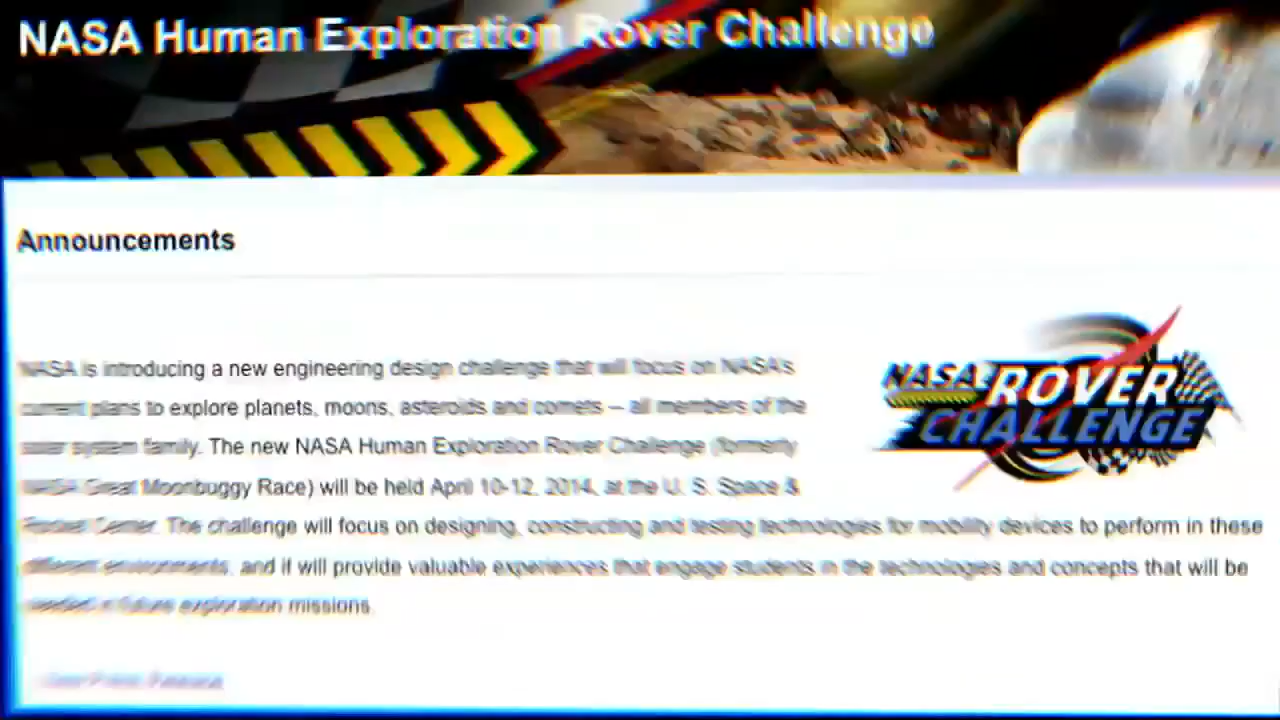 NASA Human Exploration Rover Challenge
Announcements
NASA is introducing a new engineering design challenge that will focus on NASA's
current plans to explore planets, moons, asteroids and comets – all members of the
solar system family. The new NASA Human Exploration Rover Challenge (formerly
NASA Great Moonbuggy Race) will be held April 10-12, 2014, at the U. S. Space &
Rocket Center. The challenge will focus on designing, constructing and testing technologies for mobility devices to perform in these
different environments, and it will provide valuable experiences that engage students in the technologies and concepts that will be
needed in future exploration missions.
NASA
ROVER
CHALLENGE